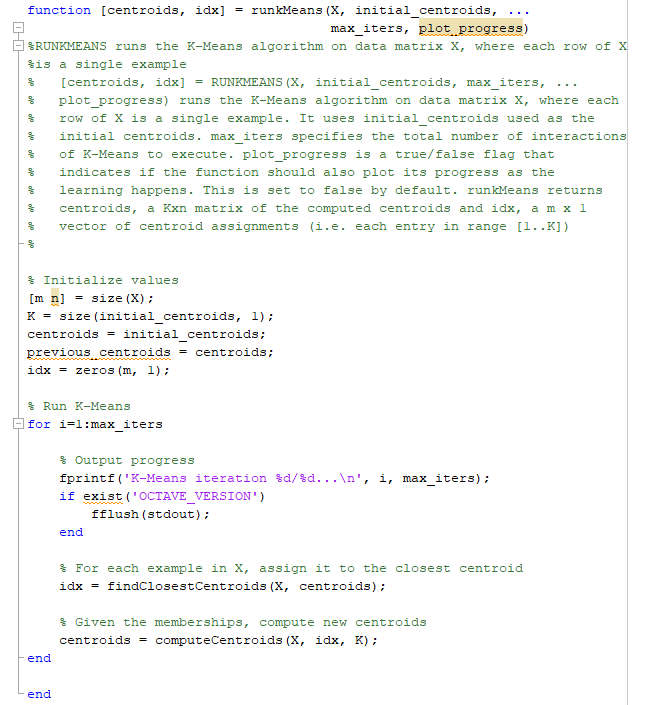 function [centroids, idx] = runkMeans(X, initial_centroids, ...
max_iters, plot_progress)
%RUNKMEANS runs the K-Means algorithm on data matrix X, where each row of X
%is a single example
%   [centroids, idx] = RUNKMEANS(X, initial_centroids, max_iters, ...
%   plot_progress) runs the K-Means algorithm on data matrix X, where each
%   row of X is a single example. It uses initial_centroids used as the
%   initial centroids. max_iters specifies the total number of interactions
%   of K-Means to execute. plot_progress is a true/false flag that
%   indicates if the function should also plot its progress as the
%   learning happens. This is set to false by default. runkMeans returns
%   centroids, a Kxn matrix of the computed centroids and idx, a m x 1
%   vector of centroid assignments (i.e. each entry in range [1..K])
%
% Initialize values
[m n] = size(X);
K = size(initial_centroids, 1);
centroids = initial_centroids;
previous_centroids = centroids;
idx = zeros(m, 1);
% Run K-Means
for i=1:max_iters
% Output progress
fprintf('K-Means iteration %d/%d...\n', i, max_iters);
if exist('OCTAVE_VERSION')
fflush(stdout);
end
% For each example in X, assign it to the closest centroid
idx = findClosestCentroids(X, centroids);
% Given the memberships, compute new centroids
centroids = computeCentroids(X, idx, K);
end
end